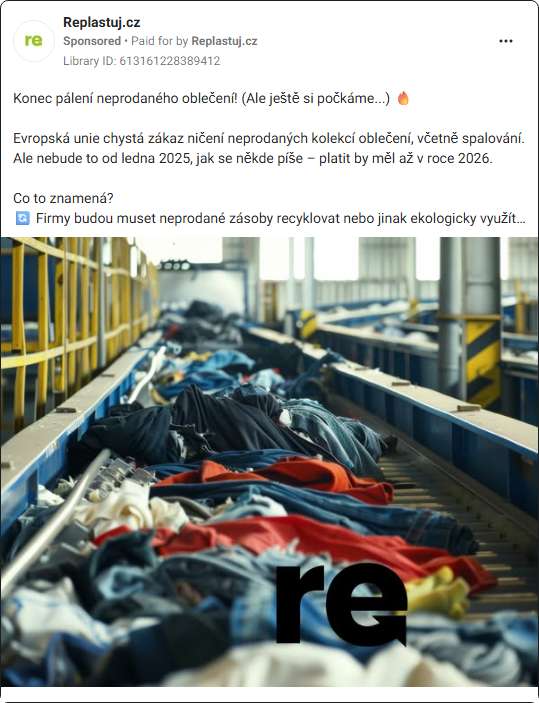 Replastuj.cz
Sponsored • Paid for by Replastuj.cz
Library ID: 613161228389412
Konec pálení neprodaného oblečení! (Ale ještě si počkáme...) 🔥
Evropská unie chystá zákaz ničení neprodaných kolekcí oblečení, včetně spalování.
Ale nebude to od ledna 2025, jak se někde píše – platit by měl až v roce 2026.
Co to znamená?
🔄 Firmy budou muset neprodané zásoby recyklovat nebo jinak ekologicky využít...
re
re